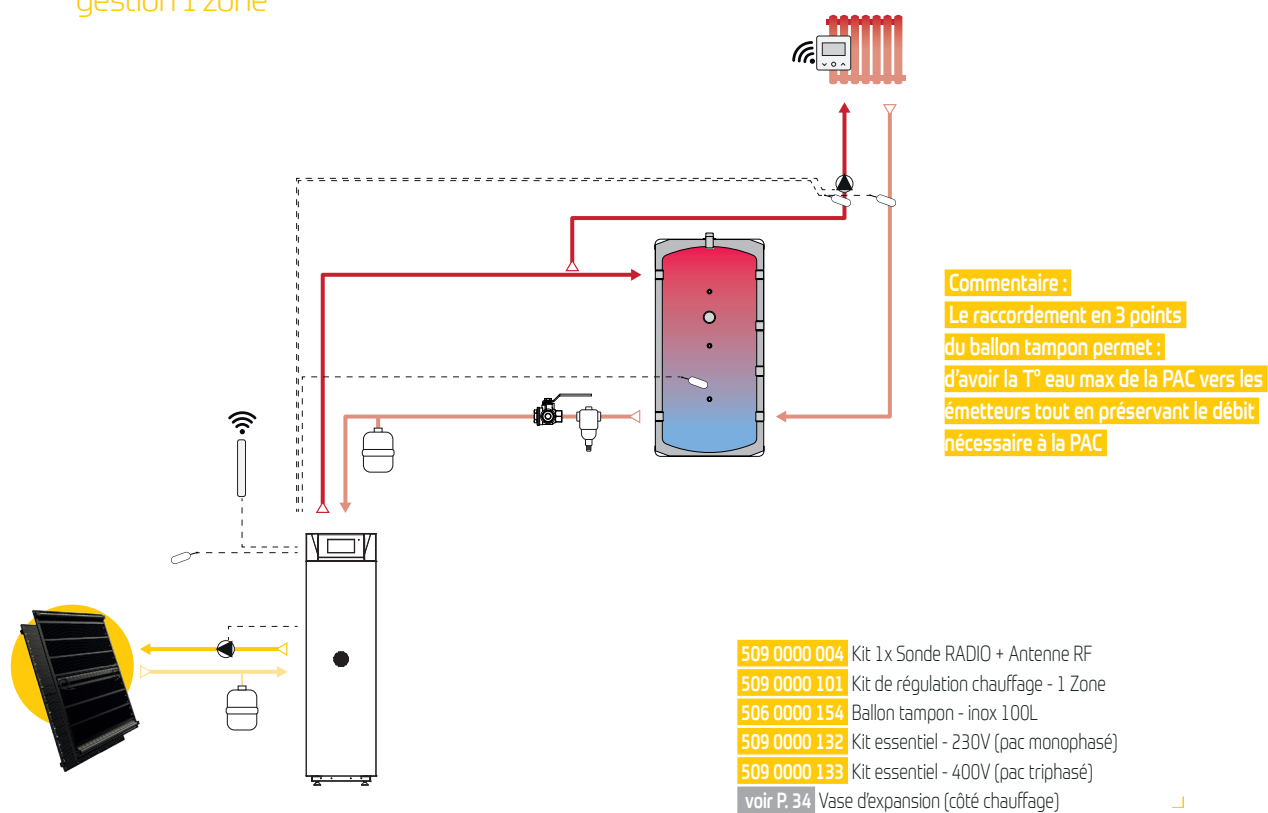 gestion 1 zone
Commentaire :
Le raccordement en 3 points
du ballon tampon permet :
d'avoir la T° eau max de la PAC vers les
émetteurs tout en préservant le débit
nécessaire à la PAC
509 0000 004 Kit 1x Sonde RADIO + Antenne RF
509 0000 101 Kit de régulation chauffage - 1 Zone
506 0000 154 Ballon tampon - inox 100L
509 0000 132 Kit essentiel - 230V (pac monophasé)
509 0000 133 Kit essentiel - 400V (pac triphasé)
voir P. 34 Vase d'expansion (côté chauffage)